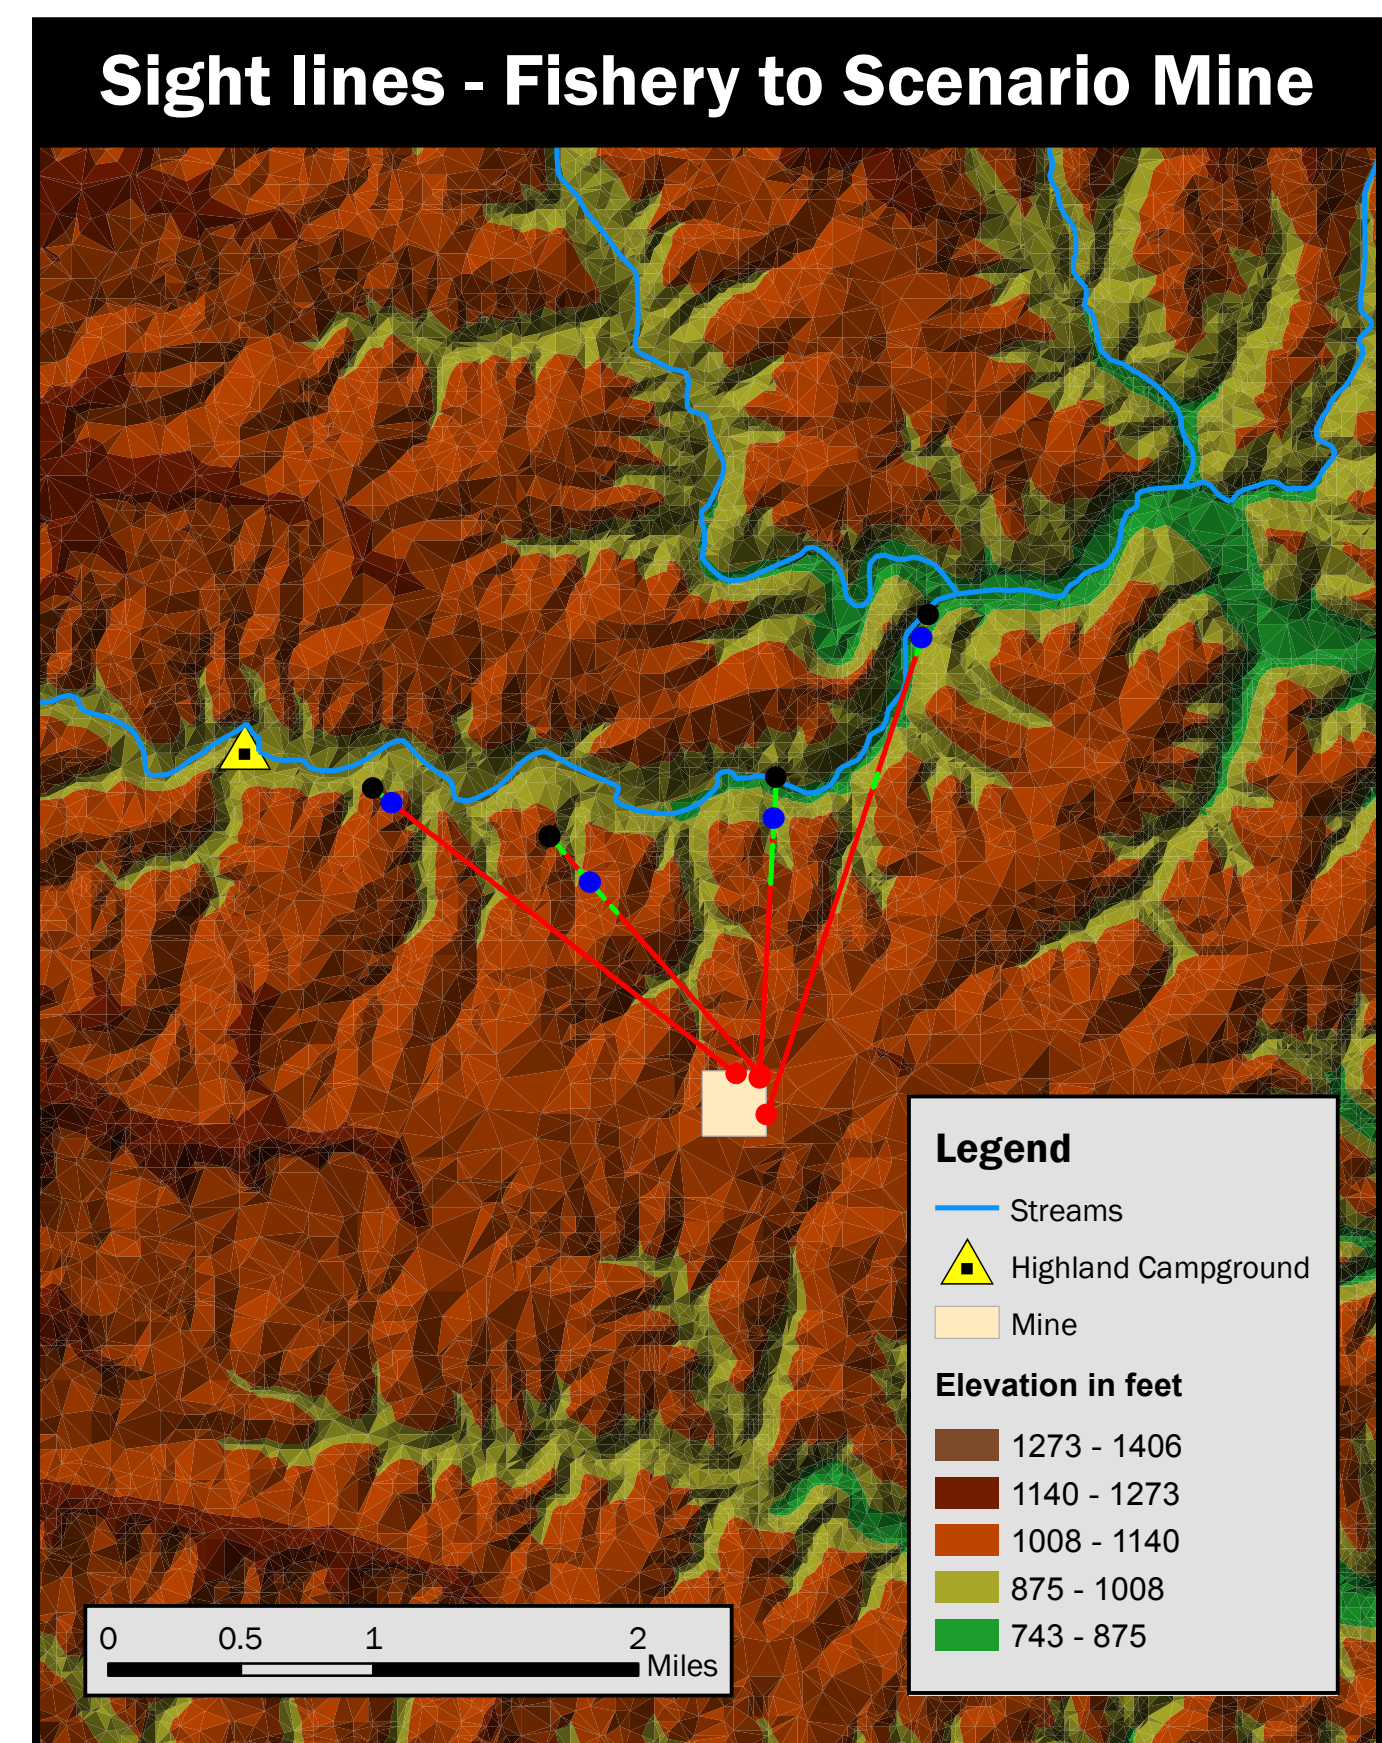 Sight lines - Fishery to Scenario Mine
Legend
Streams
Highland Campground
Mine
Elevation in feet
1273 - 1406
1140 - 1273
1008 - 1140
875 - 1008
743 - 875
0 0.5 1 2
Miles